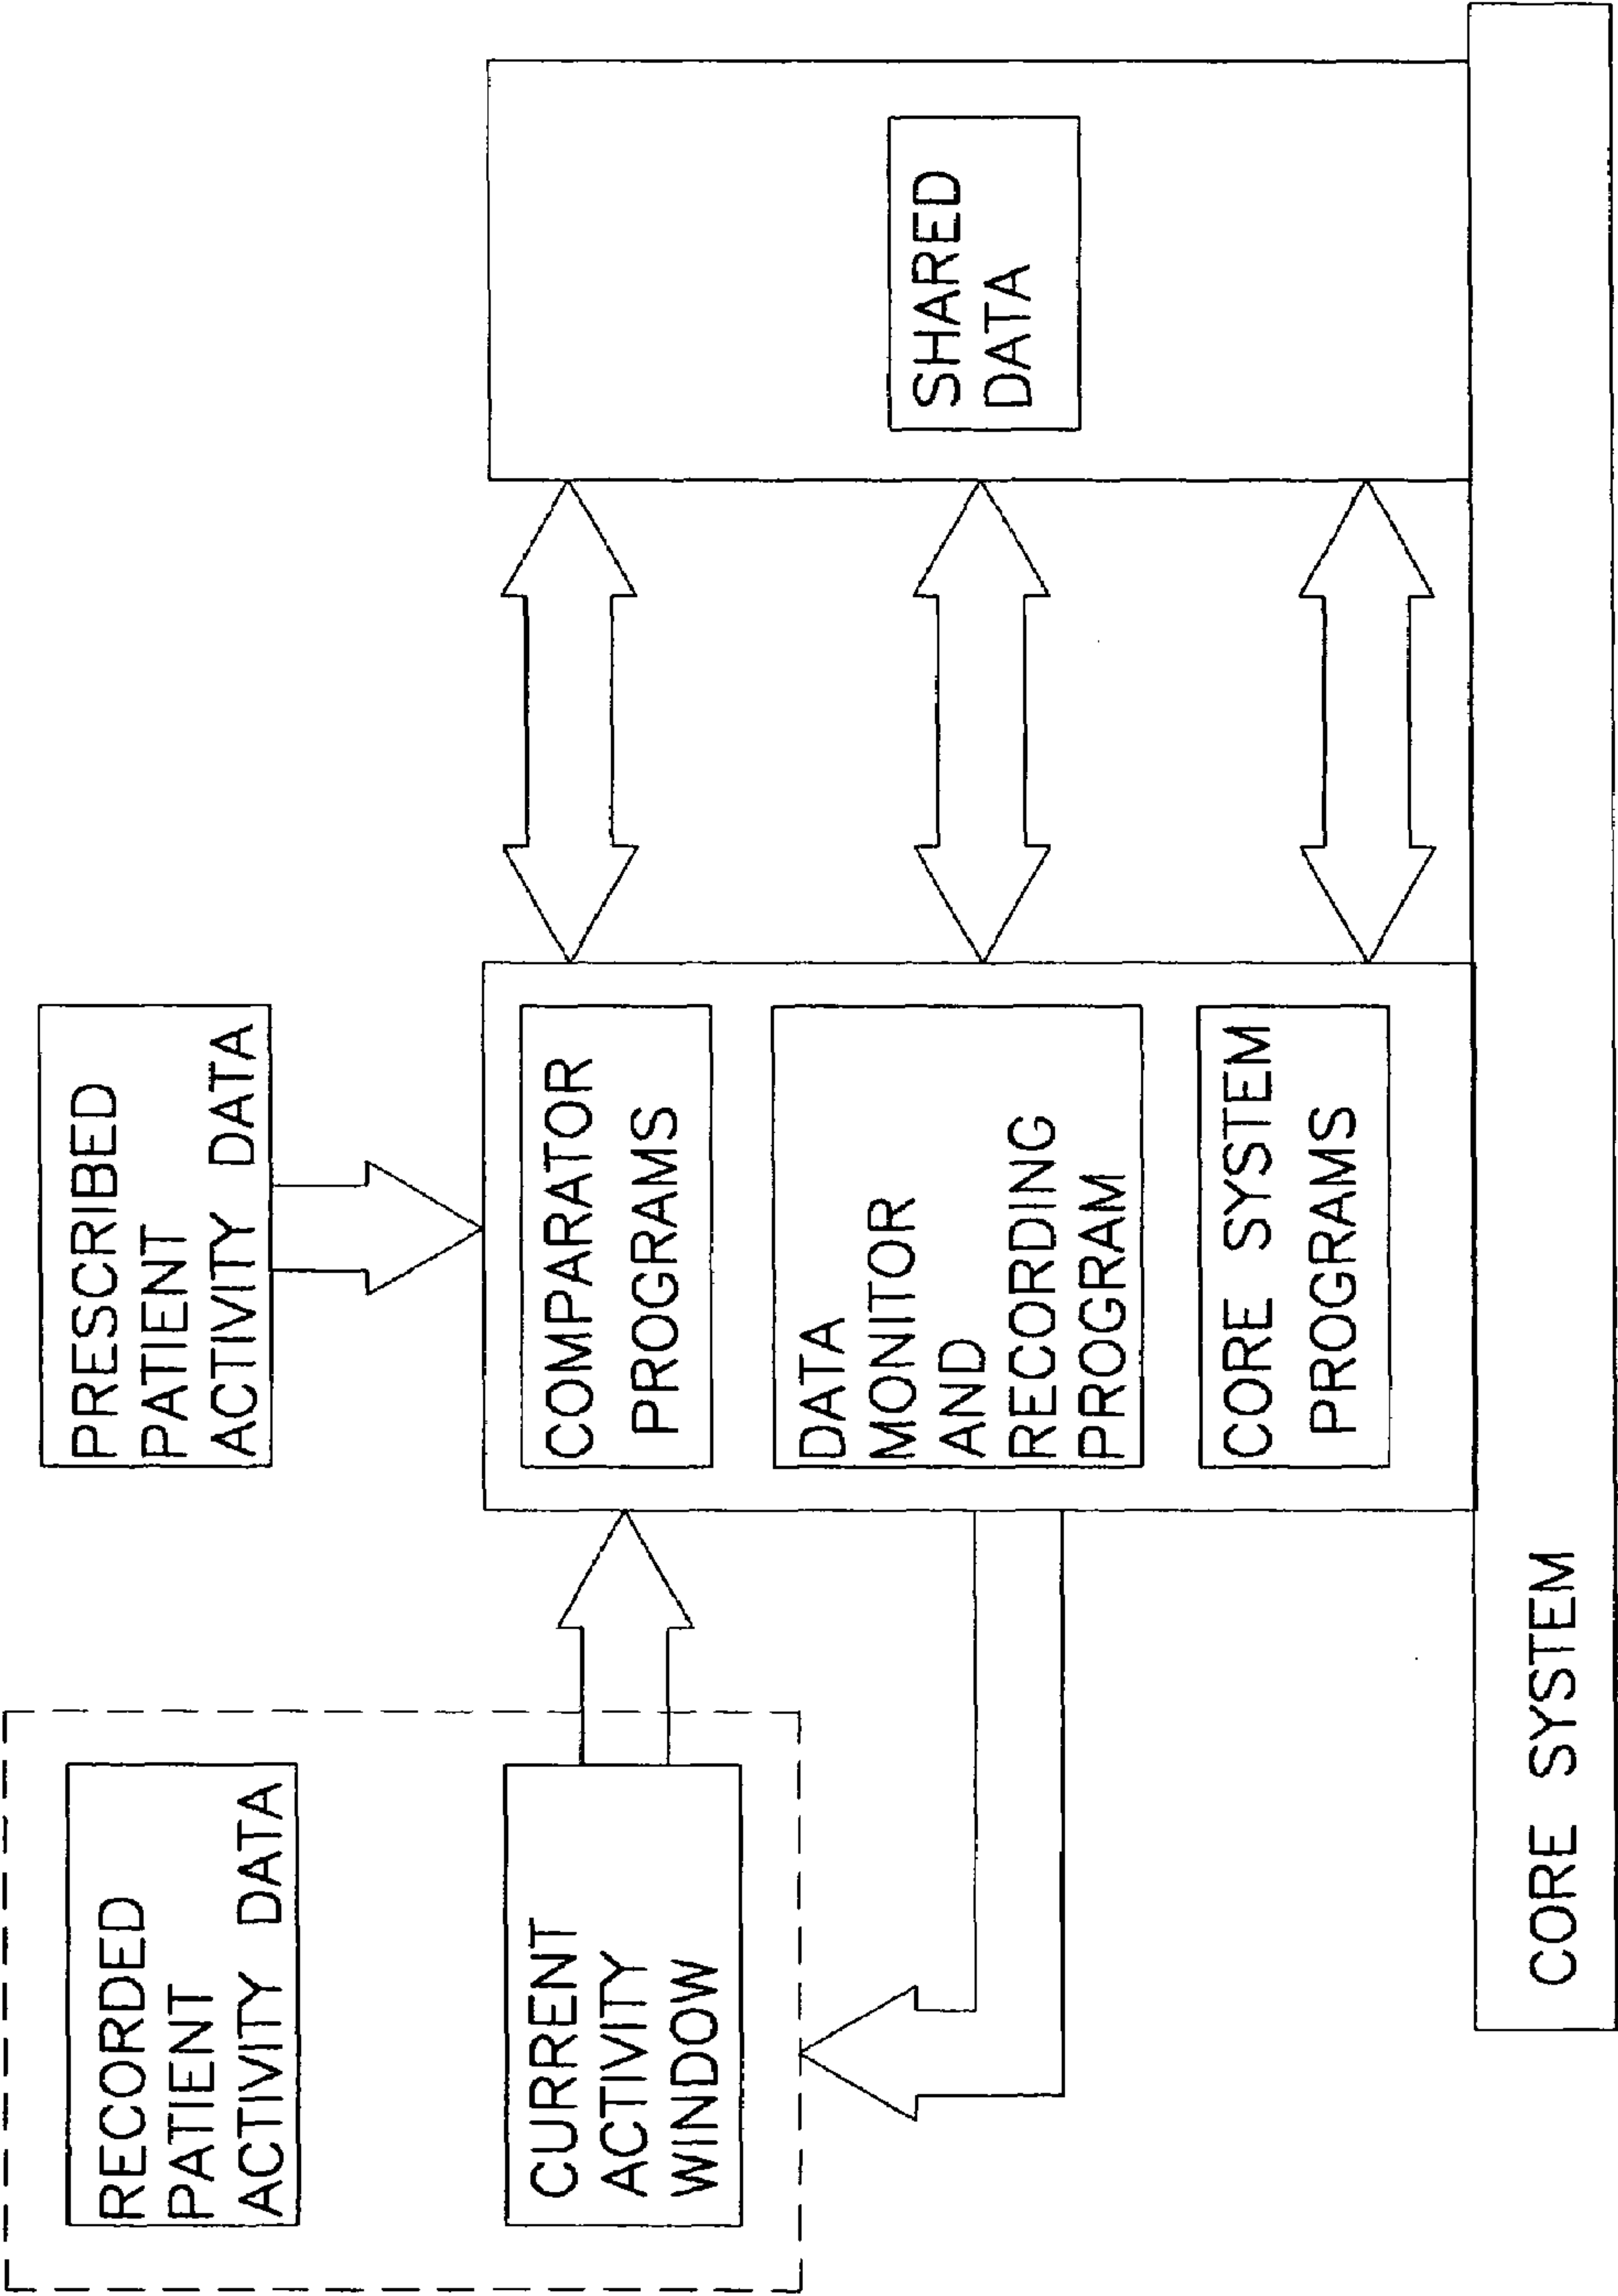 RECORDED
PATIENT
ACTIVITY DATA
CURRENT
ACTIVITY
WINDOW
PRESCRIBED
PATIENT
ACTIVITY DATA
COMPARATOR
PROGRAMS
DATA
MONITOR
AND
RECORDING
PROGRAM
CORE SYSTEM
PROGRAMS
SHARED
DATA
CORE SYSTEM